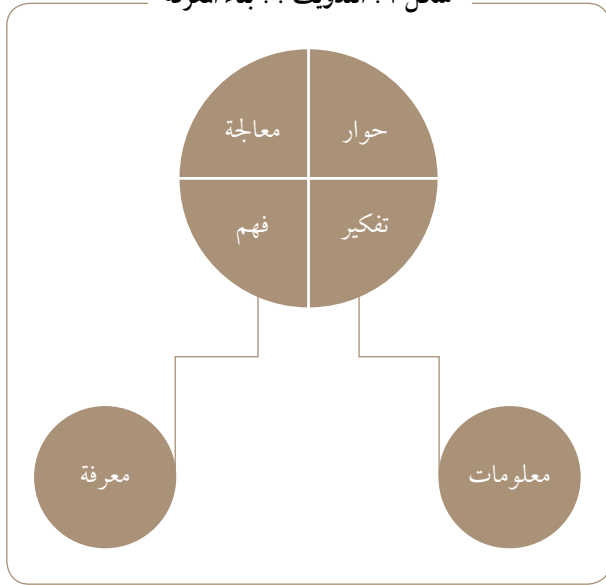 حوار
معالجة
تفكير
فهم
معلومات
معرفة